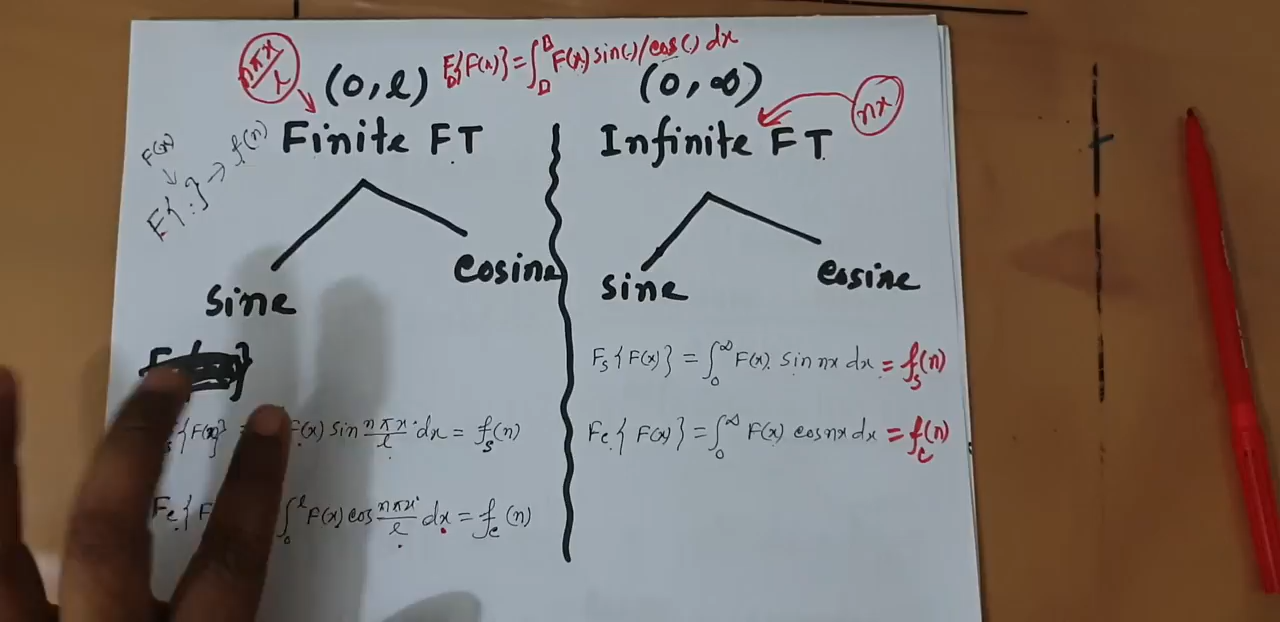 nπx/l
F{F(x)} = ∫ F(x) sin(.)/cos(.) dx
D
B
D
(0, l)
(0, ∞)
nx
Finite FT
Infinite FT
F(x)
↓
F{.} → f(n)
sine
cosine
sine
cosine
Fs{F(x)} = ∫₀^∞ F(x) sin nx dx = fs(n)
Fc{F(x)} = ∫₀^∞ F(x) cos nx dx = fc(n)
s{F(x)} = F(x) sin nπx/l dx = fs(n)
Fc{F ∫₀^l F(x) cos nπx/l dx = fc(n)